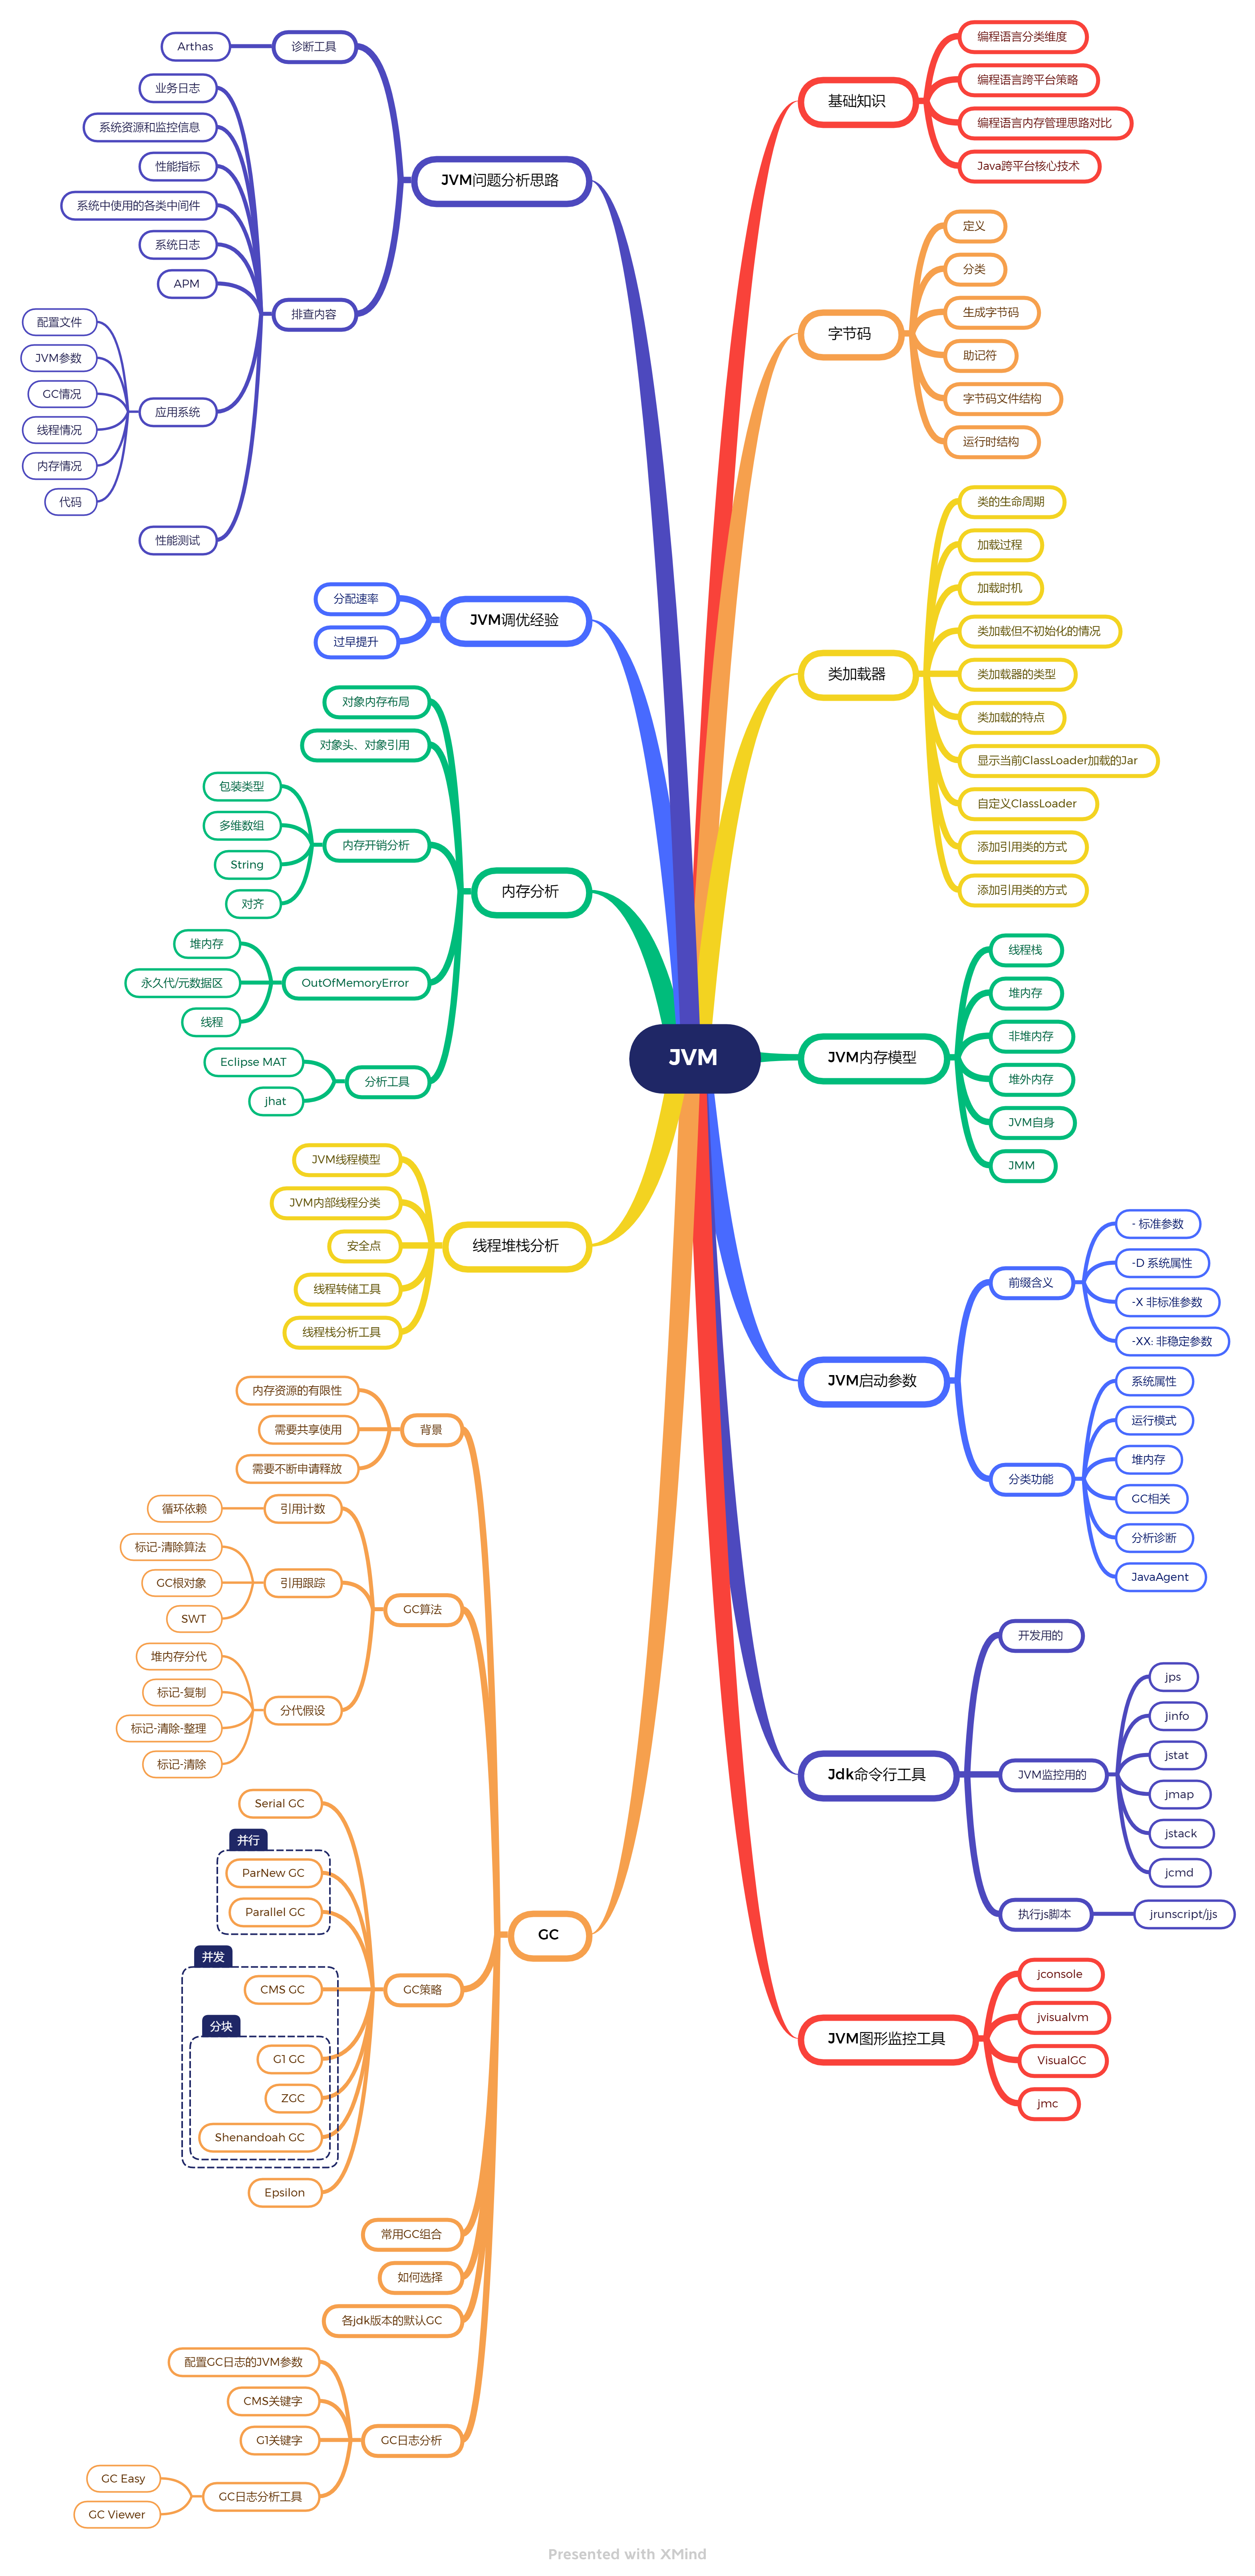 JVM
基础知识
编程语言分类维度
编程语言跨平台策略
编程语言内存管理思路对比
Java跨平台核心技术
字节码
定义
分类
生成字节码
助记符
字节码文件结构
运行时结构
类加载器
类的生命周期
加载过程
加载时机
类加载但不初始化的情况
类加载器的类型
类加载的特点
显示当前ClassLoader加载的Jar
自定义ClassLoader
添加引用类的方式
添加引用类的方式
JVM内存模型
线程栈
堆内存
非堆内存
堆外内存
JVM自身
JMM
JVM启动参数
前缀含义
- 标准参数
-D 系统属性
-X 非标准参数
-XX: 非稳定参数
分类功能
系统属性
运行模式
堆内存
GC相关
分析诊断
JavaAgent
Jdk命令行工具
开发用的
JVM监控用的
jps
jinfo
jstat
jmap
jstack
jcmd
执行js脚本
jrunscript/jjs
JVM图形监控工具
jconsole
jvisualvm
VisualGC
jmc
JVM问题分析思路
诊断工具
Arthas
排查内容
业务日志
系统资源和监控信息
性能指标
系统中使用的各类中间件
系统日志
APM
应用系统
配置文件
JVM参数
GC情况
线程情况
内存情况
代码
性能测试
JVM调优经验
分配速率
过早提升
内存分析
对象内存布局
对象头、对象引用
内存开销分析
包装类型
多维数组
String
对齐
OutOfMemoryError
堆内存
永久代/元数据区
线程
分析工具
Eclipse MAT
jhat
线程堆栈分析
JVM线程模型
JVM内部线程分类
安全点
线程转储工具
线程栈分析工具
GC
背景
内存资源的有限性
需要共享使用
需要不断申请释放
GC算法
引用计数
循环依赖
引用跟踪
标记-清除算法
GC根对象
SWT
分代假设
堆内存分代
标记-复制
标记-清除-整理
标记-清除
GC策略
Serial GC
并行
ParNew GC
Parallel GC
并发
CMS GC
分块
G1 GC
ZGC
Shenandoah GC
Epsilon
常用GC组合
如何选择
各jdk版本的默认GC
GC日志分析
配置GC日志的JVM参数
CMS关键字
G1关键字
GC日志分析工具
GC Easy
GC Viewer
Presented with XMind